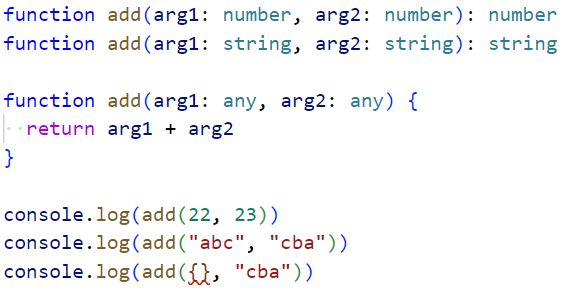 function add(arg1: number, arg2: number): number
function add(arg1: string, arg2: string): string
function add(arg1: any, arg2: any) {
  return arg1 + arg2
}
console.log(add(22, 23))
console.log(add("abc", "cba"))
console.log(add({}, "cba"))